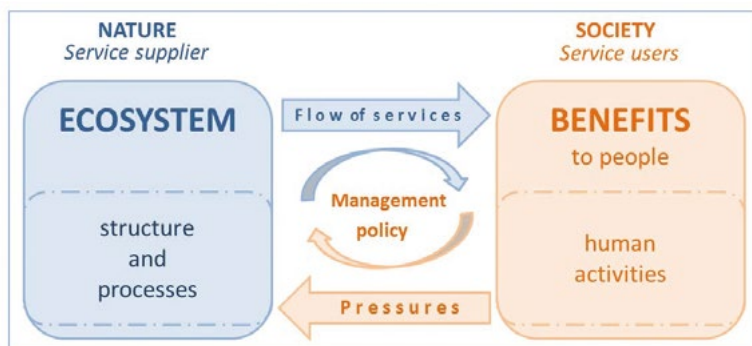 NATURE
Service supplier
ECOSYSTEM
structure
and
processes
Flow of services
Management
policy
Pressures
SOCIETY
Service users
BENEFITS
to people
human
activities